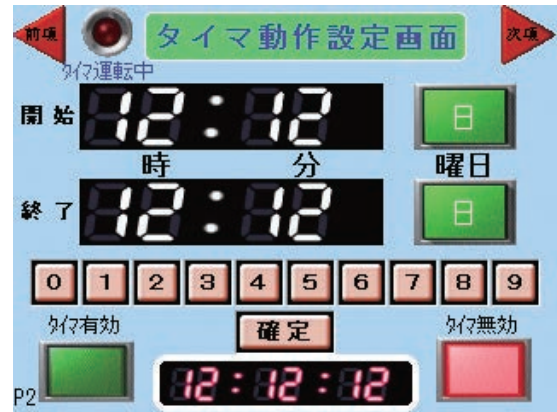 前項 タイマ動作設定画面 次項
ﾀｲﾏ運転中
開始 12:12 日
時 分 曜日
終了 12:12 日
0 1 2 3 4 5 6 7 8 9
ﾀｲﾏ有効 確定 ﾀｲﾏ無効
P2 12:12:12